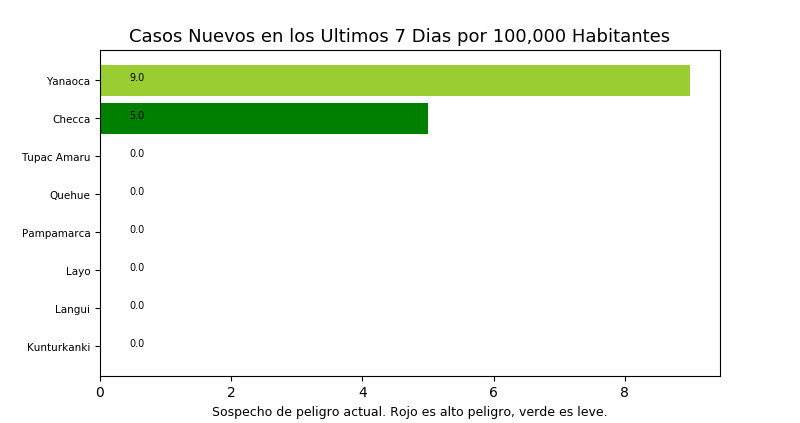 Casos Nuevos en los Ultimos 7 Dias por 100,000 Habitantes
Yanaoca 9.0
Checca 5.0
Tupac Amaru 0.0
Quehue 0.0
Pampamarca 0.0
Layo 0.0
Langui 0.0
Kunturkanki 0.0
0 2 4 6 8
Sospecho de peligro actual. Rojo es alto peligro, verde es leve.